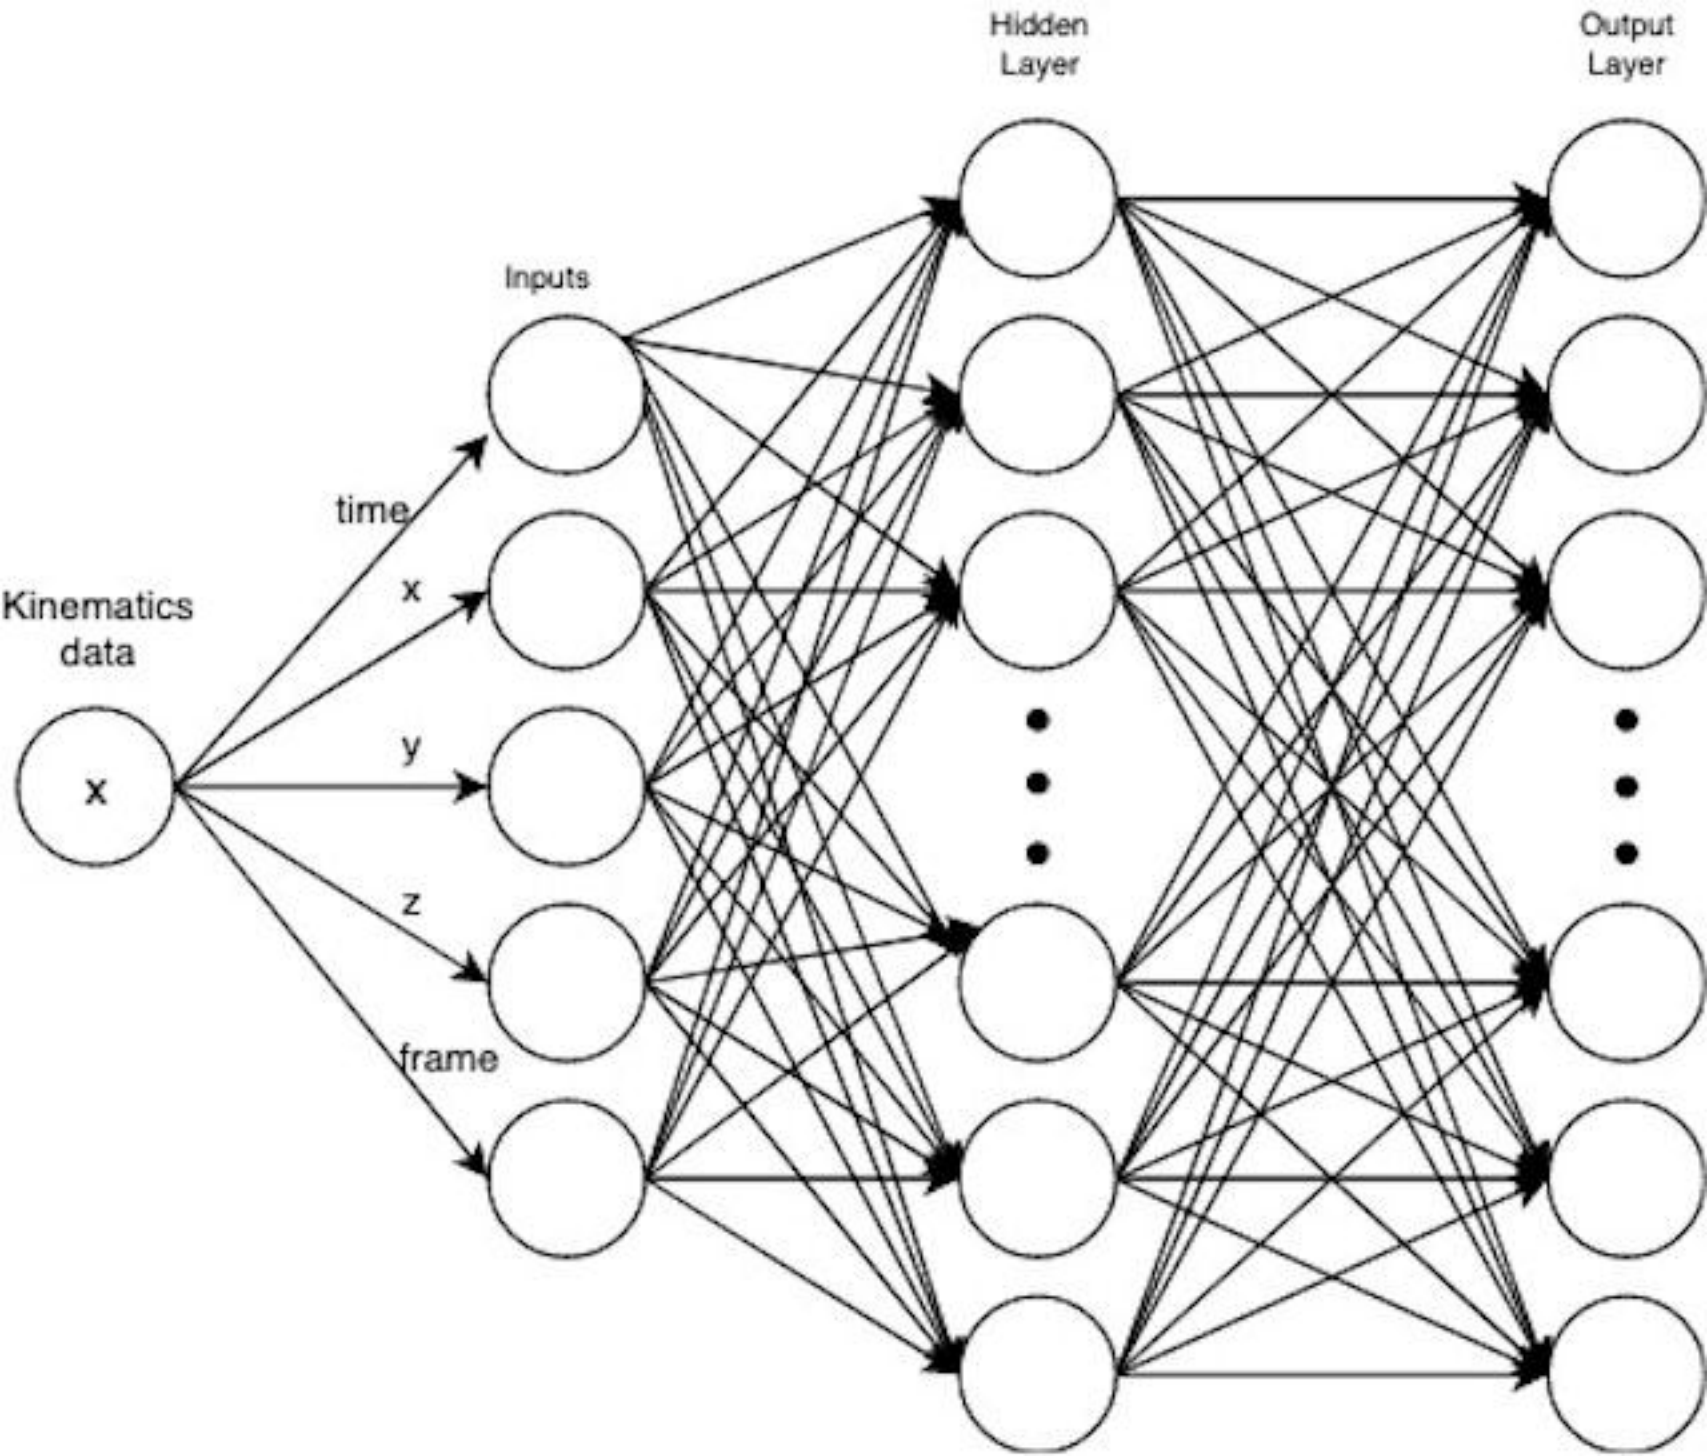 Hidden
Layer
Output
Layer
Inputs
time
x
Kinematics
data
y
x
z
frame